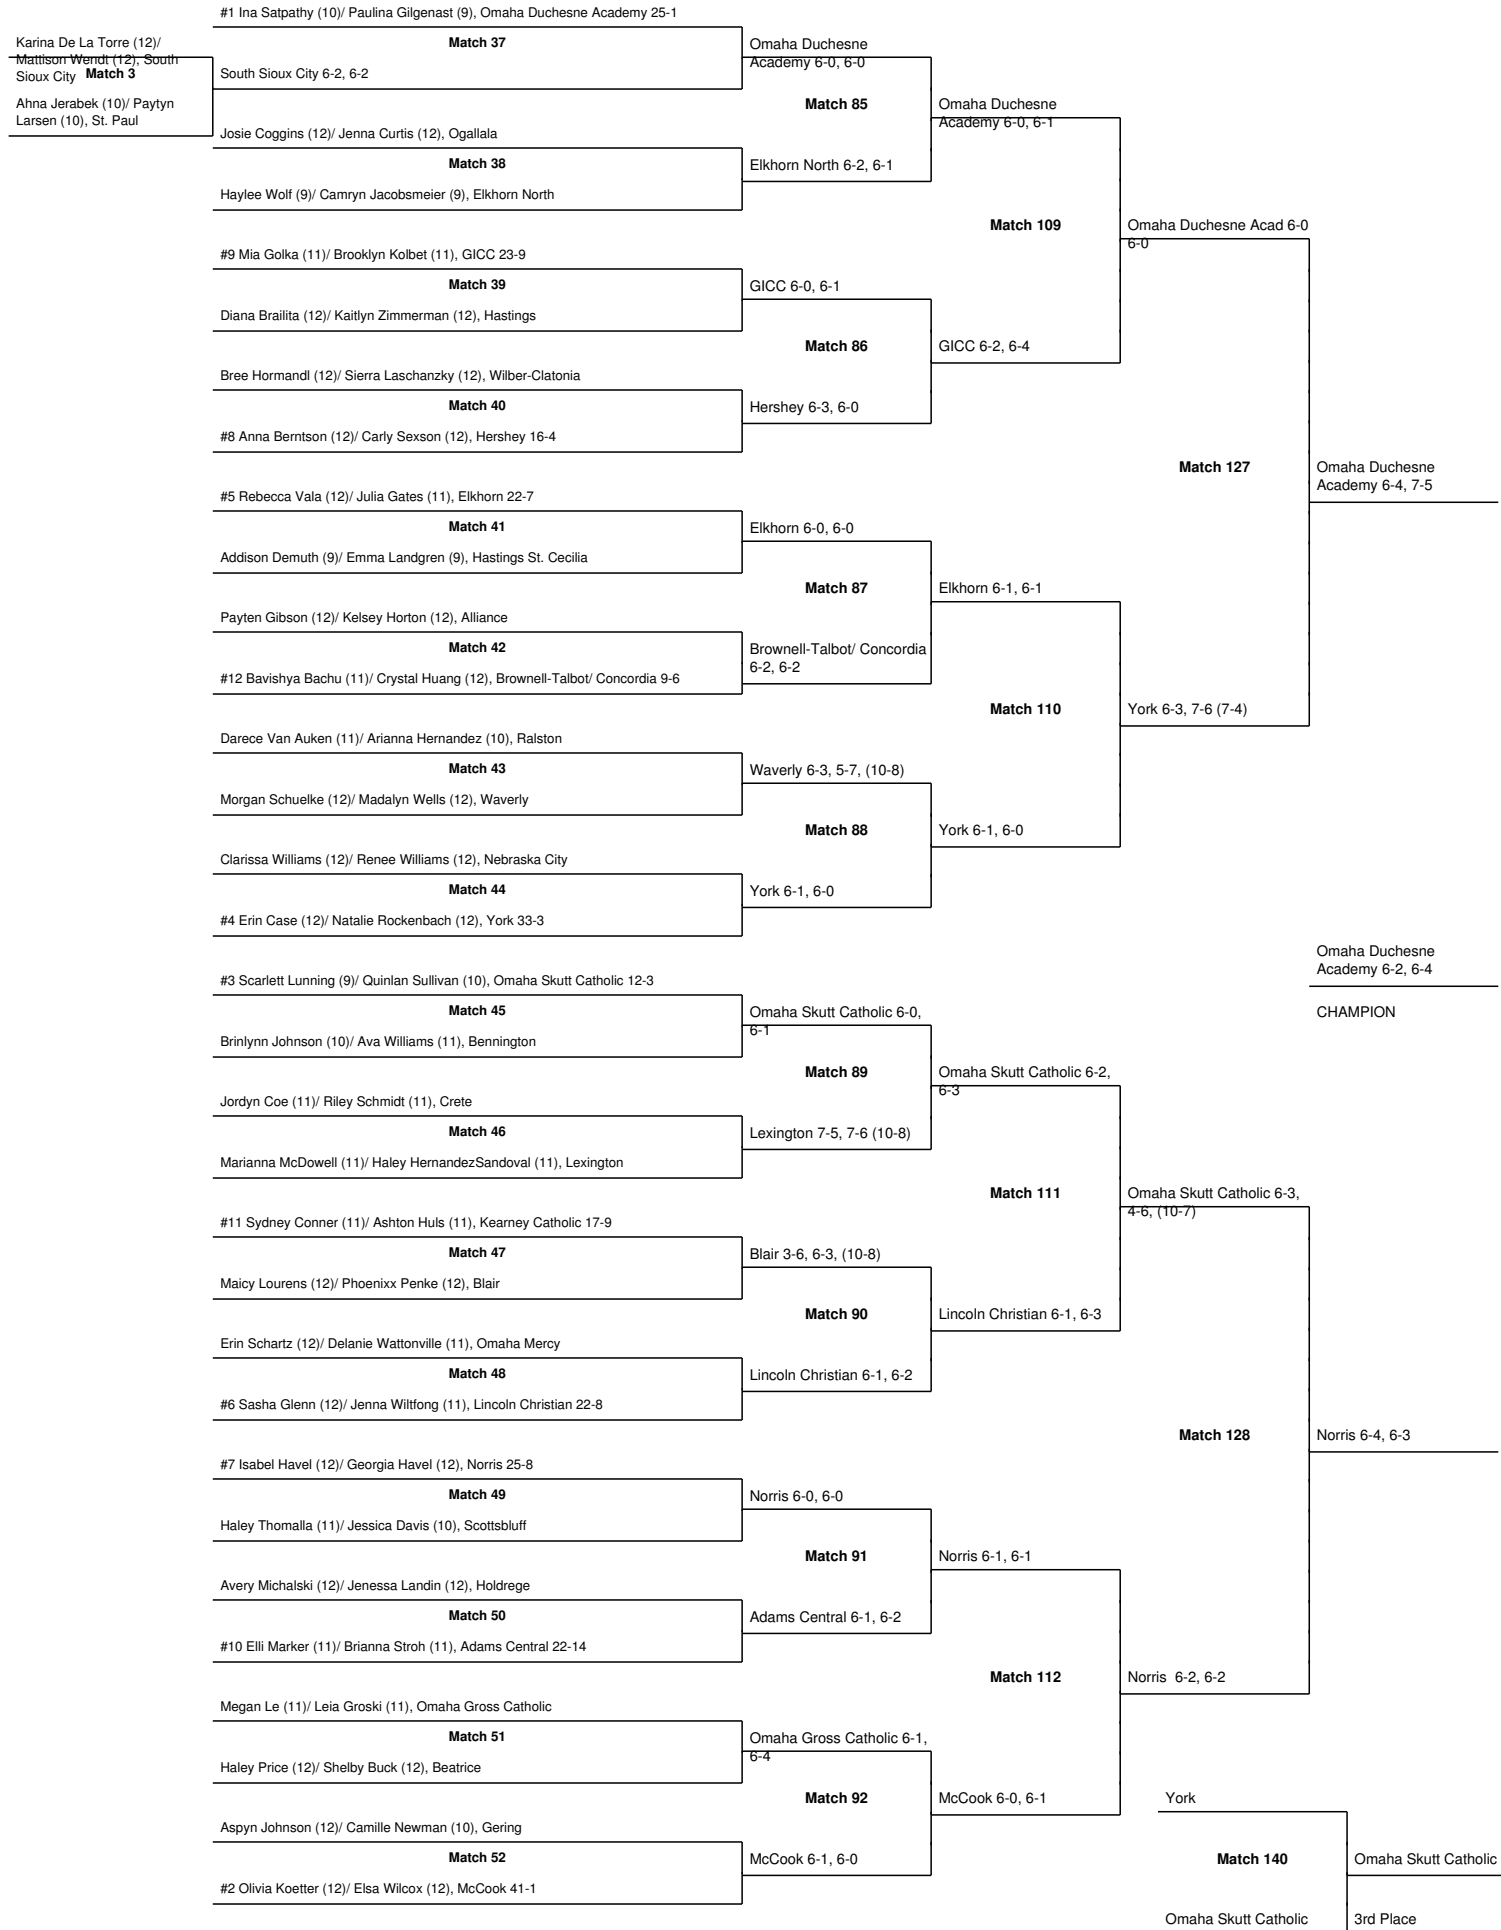 #1 Ina Satpathy (10)/ Paulina Gilgenast (9), Omaha Duchesne Academy 25-1
Karina De La Torre (12)/
Mattison Wendt (12), South
Sioux City
Match 3
Ahna Jerabek (10)/ Paytyn
Larsen (10), St. Paul
Match 37
South Sioux City 6-2, 6-2
Omaha Duchesne
Academy 6-0, 6-0
Match 85
Omaha Duchesne
Academy 6-0, 6-1
Josie Coggins (12)/ Jenna Curtis (12), Ogallala
Match 38
Elkhorn North 6-2, 6-1
Haylee Wolf (9)/ Camryn Jacobsmeier (9), Elkhorn North
Match 109
Omaha Duchesne Acad 6-0
6-0
#9 Mia Golka (11)/ Brooklyn Kolbet (11), GICC 23-9
Match 39
GICC 6-0, 6-1
Diana Brailita (12)/ Kaitlyn Zimmerman (12), Hastings
Match 86
GICC 6-2, 6-4
Bree Hormandl (12)/ Sierra Laschanzky (12), Wilber-Clatonia
Match 40
Hershey 6-3, 6-0
#8 Anna Berntson (12)/ Carly Sexson (12), Hershey 16-4
Match 127
Omaha Duchesne
Academy 6-4, 7-5
#5 Rebecca Vala (12)/ Julia Gates (11), Elkhorn 22-7
Match 41
Elkhorn 6-0, 6-0
Addison Demuth (9)/ Emma Landgren (9), Hastings St. Cecilia
Match 87
Elkhorn 6-1, 6-1
Payten Gibson (12)/ Kelsey Horton (12), Alliance
Match 42
Brownell-Talbot/ Concordia
6-2, 6-2
#12 Bavishya Bachu (11)/ Crystal Huang (12), Brownell-Talbot/ Concordia 9-6
Match 110
York 6-3, 7-6 (7-4)
Darece Van Auken (11)/ Arianna Hernandez (10), Ralston
Match 43
Waverly 6-3, 5-7, (10-8)
Morgan Schuelke (12)/ Madalyn Wells (12), Waverly
Match 88
York 6-1, 6-0
Clarissa Williams (12)/ Renee Williams (12), Nebraska City
Match 44
York 6-1, 6-0
#4 Erin Case (12)/ Natalie Rockenbach (12), York 33-3
Omaha Duchesne
Academy 6-2, 6-4
CHAMPION
#3 Scarlett Lunning (9)/ Quinlan Sullivan (10), Omaha Skutt Catholic 12-3
Match 45
Omaha Skutt Catholic 6-0,
6-1
Brinlynn Johnson (10)/ Ava Williams (11), Bennington
Match 89
Omaha Skutt Catholic 6-2,
6-3
Jordyn Coe (11)/ Riley Schmidt (11), Crete
Match 46
Lexington 7-5, 7-6 (10-8)
Marianna McDowell (11)/ Haley HernandezSandoval (11), Lexington
Match 111
Omaha Skutt Catholic 6-3,
4-6, (10-7)
#11 Sydney Conner (11)/ Ashton Huls (11), Kearney Catholic 17-9
Match 47
Blair 3-6, 6-3, (10-8)
Maicy Lourens (12)/ Phoenixx Penke (12), Blair
Match 90
Lincoln Christian 6-1, 6-3
Erin Schartz (12)/ Delanie Wattonville (11), Omaha Mercy
Match 48
Lincoln Christian 6-1, 6-2
#6 Sasha Glenn (12)/ Jenna Wiltfong (11), Lincoln Christian 22-8
Match 128
Norris 6-4, 6-3
#7 Isabel Havel (12)/ Georgia Havel (12), Norris 25-8
Match 49
Norris 6-0, 6-0
Haley Thomalla (11)/ Jessica Davis (10), Scottsbluff
Match 91
Norris 6-1, 6-1
Avery Michalski (12)/ Jenessa Landin (12), Holdrege
Match 50
Adams Central 6-1, 6-2
#10 Elli Marker (11)/ Brianna Stroh (11), Adams Central 22-14
Match 112
Norris 6-2, 6-2
Megan Le (11)/ Leia Groski (11), Omaha Gross Catholic
Match 51
Omaha Gross Catholic 6-1,
6-4
Haley Price (12)/ Shelby Buck (12), Beatrice
Match 92
McCook 6-0, 6-1
Aspyn Johnson (12)/ Camille Newman (10), Gering
Match 52
McCook 6-1, 6-0
#2 Olivia Koetter (12)/ Elsa Wilcox (12), McCook 41-1
York
Match 140
Omaha Skutt Catholic
Omaha Skutt Catholic
3rd Place